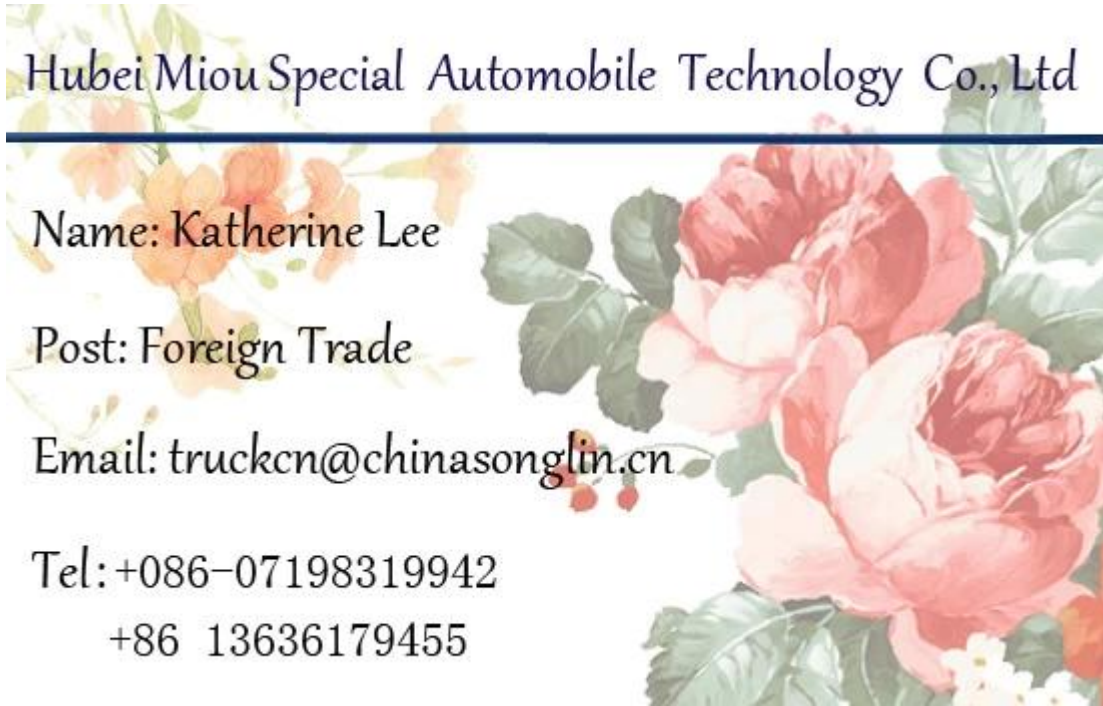 Hubei Miou Special Automobile Technology Co., Ltd
Name: Katherine Lee
Post: Foreign Trade
Email: truckcn@chinasonglin.cn
Tel: +086-07198319942
+86 13636179455